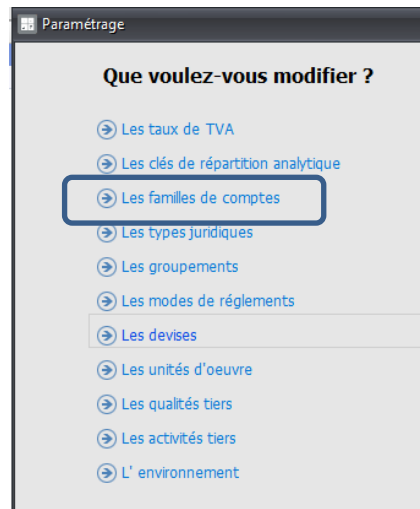 Paramétrage
Que voulez-vous modifier ?
Les taux de TVA
Les clés de répartition analytique
Les familles de comptes
Les types juridiques
Les groupements
Les modes de réglements
Les devises
Les unités d'oeuvre
Les qualités tiers
Les activités tiers
L' environnement